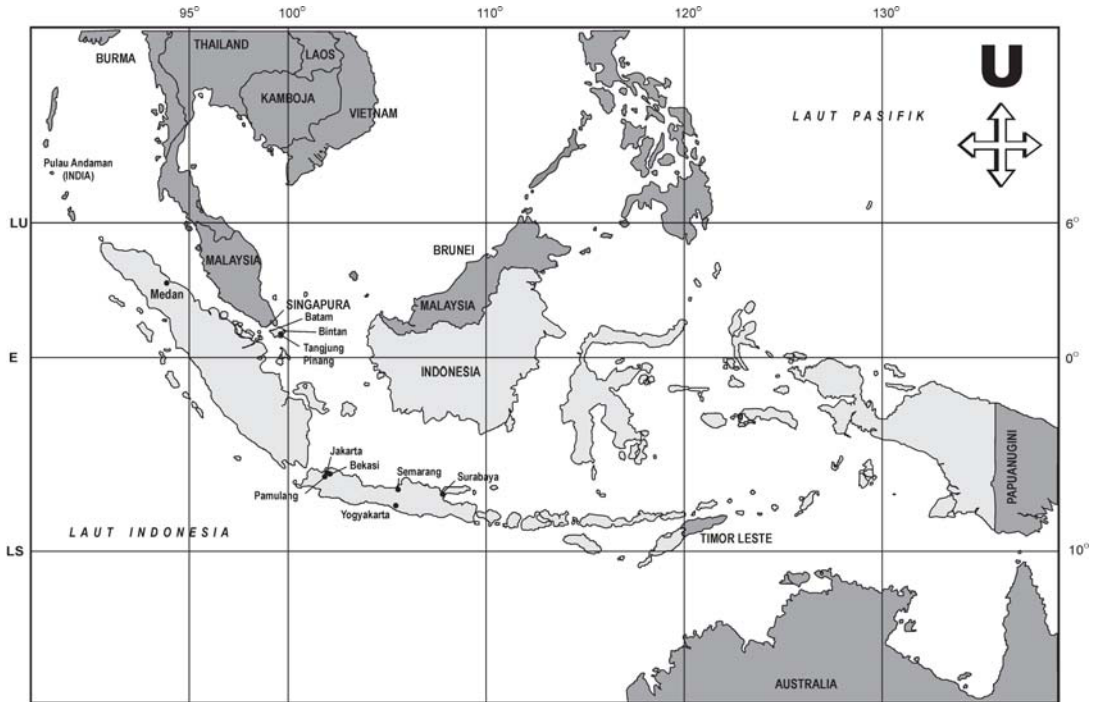 95° 100° 110° 120° 130°
BURMA
THAILAND
LAOS
KAMBOJA
VIETNAM
U
LAUT PASIFIK
Pulau Andaman
(INDIA)
LU
6°
MALAYSIA
BRUNEI
Medan
MALAYSIA
SINGAPURA
Batam
Bintan
Tangjung
Pinang
E
0°
INDONESIA
Jakarta
Bekasi
Pamulang
Semarang
Surabaya
Yogyakarta
PAPUANUGINI
LAUT INDONESIA
TIMOR LESTE
LS
10°
AUSTRALIA